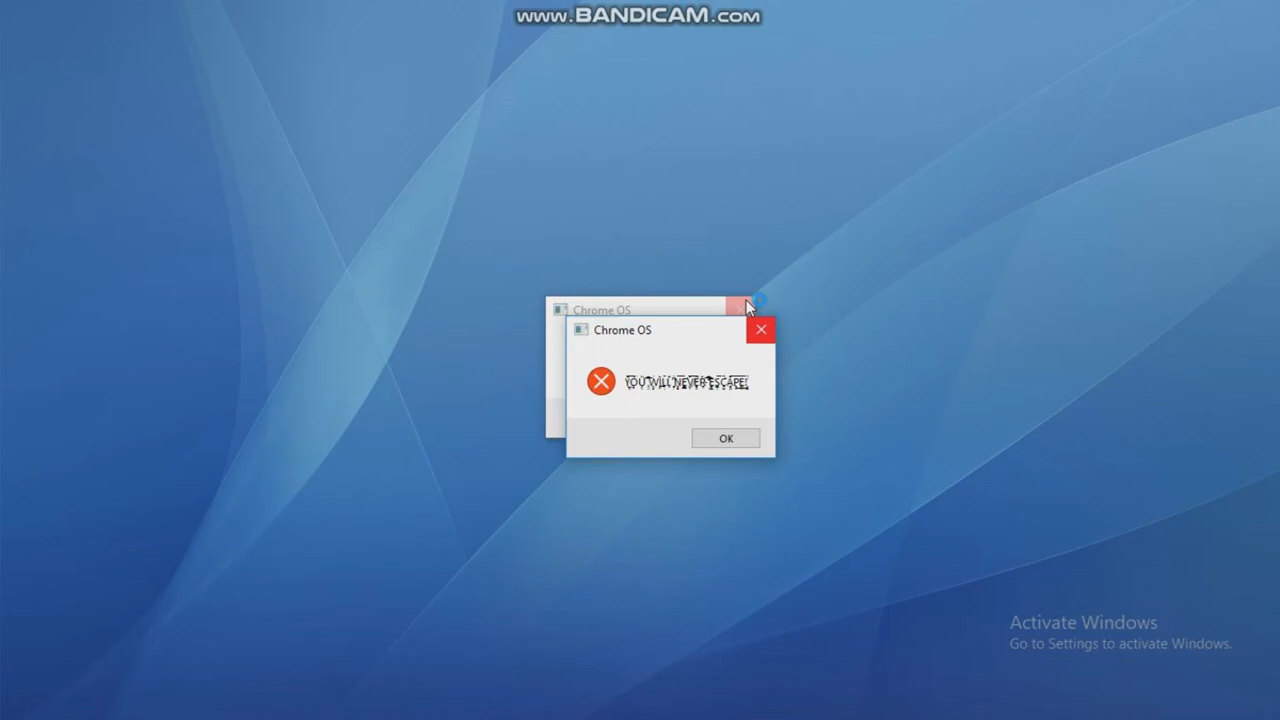 www.BANDICAM.com
Chrome OS
Chrome OS
YOU WILL NEVER ESCAPE!
OK
Activate Windows
Go to Settings to activate Windows.